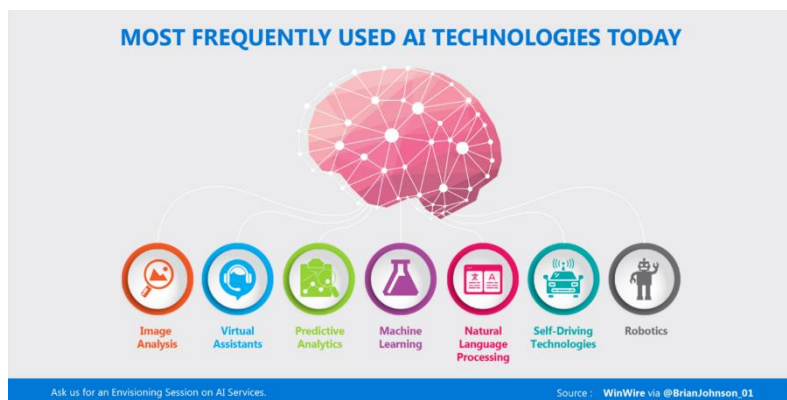 MOST FREQUENTLY USED AI TECHNOLOGIES TODAY
Image
Analysis
Virtual
Assistants
Predictive
Analytics
Machine
Learning
Natural
Language
Processing
Self-Driving
Technologies
Robotics
Ask us for an Envisioning Session on AI Services.
Source : WinWire via @BrianJohnson_01